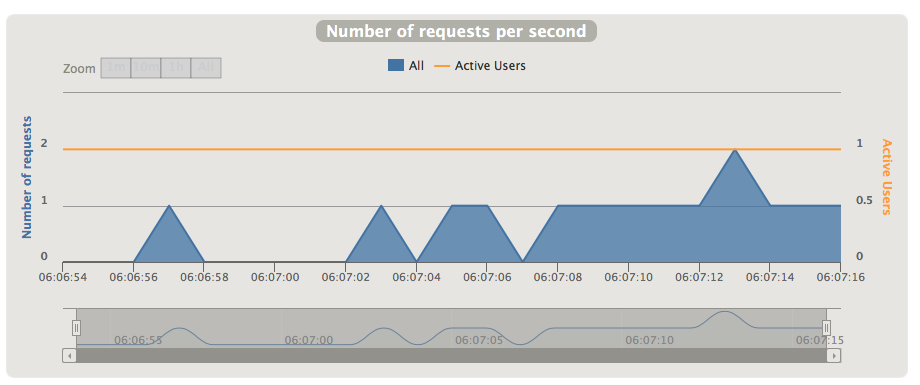 Number of requests per second
Zoom 1m 10m 1h All
All Active Users
Number of requests
2
1
0
Active Users
1
0.5
0
06:06:54 06:06:56 06:06:58 06:07:00 06:07:02 06:07:04 06:07:06 06:07:08 06:07:10 06:07:12 06:07:14 06:07:16
06:06:55 06:07:00 06:07:05 06:07:10 06:07:15